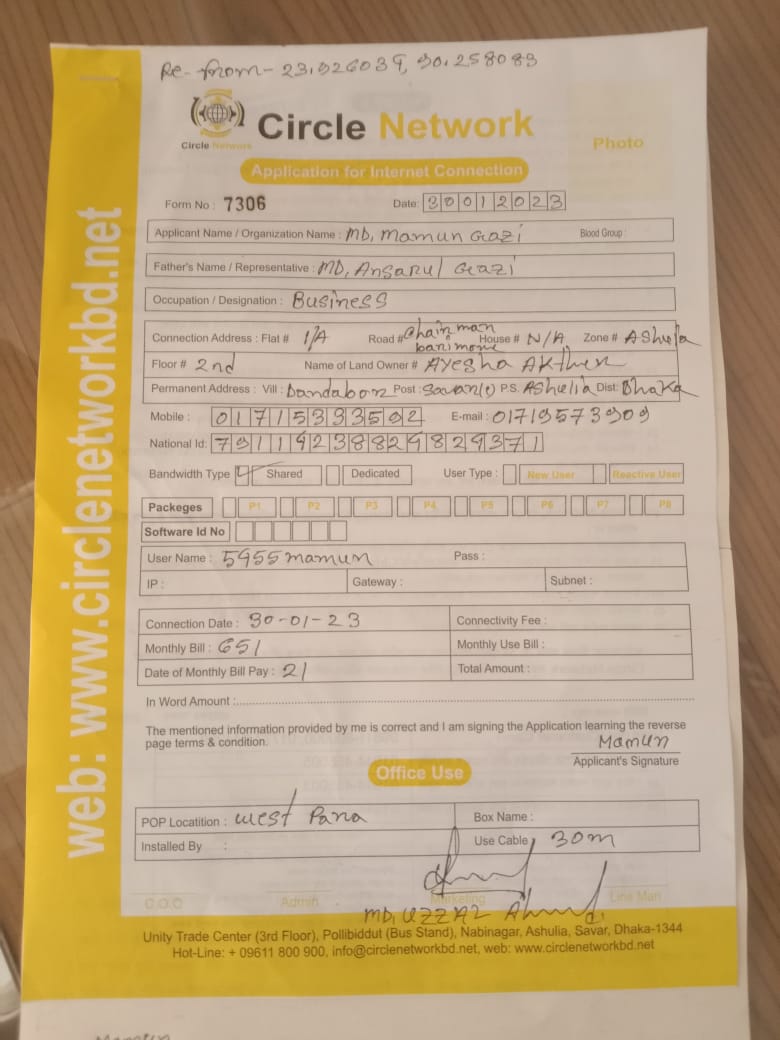 Re- from - 23.026039, 30.258083
Circle Network
Circle Network
Photo
Application for Internet Connection
Form No : 7306 Date: 30012023
Applicant Name / Organization Name : MD, Mamun Gazi Blood Group :
Father's Name / Representative : MD, Ansarul Gazi
Occupation / Designation : Business
Connection Address : Flat # 1/A Road # Chairman banimore House # N/A Zone # AShulia
Floor # 2nd Name of Land Owner # Ayesha AKther
Permanent Address : Vill : Dandabor Post : Savar P.S. AShulia Dist: Dhaka
Mobile : 01715333592 E-mail : 01719573909
National Id: 79119238829829371
Bandwidth Type Shared Dedicated User Type : New User Reactive User
Packeges P1 P2 P3 P4 P5 P6 P7 P8
Software Id No
User Name : 5955mamun Pass :
IP : Gateway : Subnet :
Connection Date : 30-01-23 Connectivity Fee :
Monthly Bill : 651 Monthly Use Bill :
Date of Monthly Bill Pay : 21 Total Amount :
In Word Amount :
The mentioned information provided by me is correct and I am signing the Application learning the reverse
page terms & condition.
Mamun
Applicant's Signature
Office Use
POP Locatition : West Para Box Name :
Installed By : Use Cable 30m
C.O.C Admin Marketing Line Man
MD, UZZAL Ahmed
Unity Trade Center (3rd Floor), Pollibiddut (Bus Stand), Nabinagar, Ashulia, Savar, Dhaka-1344
Hot-Line: + 09611 800 900, info@circlenetworkbd.net, web: www.circlenetworkbd.net
web: www.circlenetworkbd.net